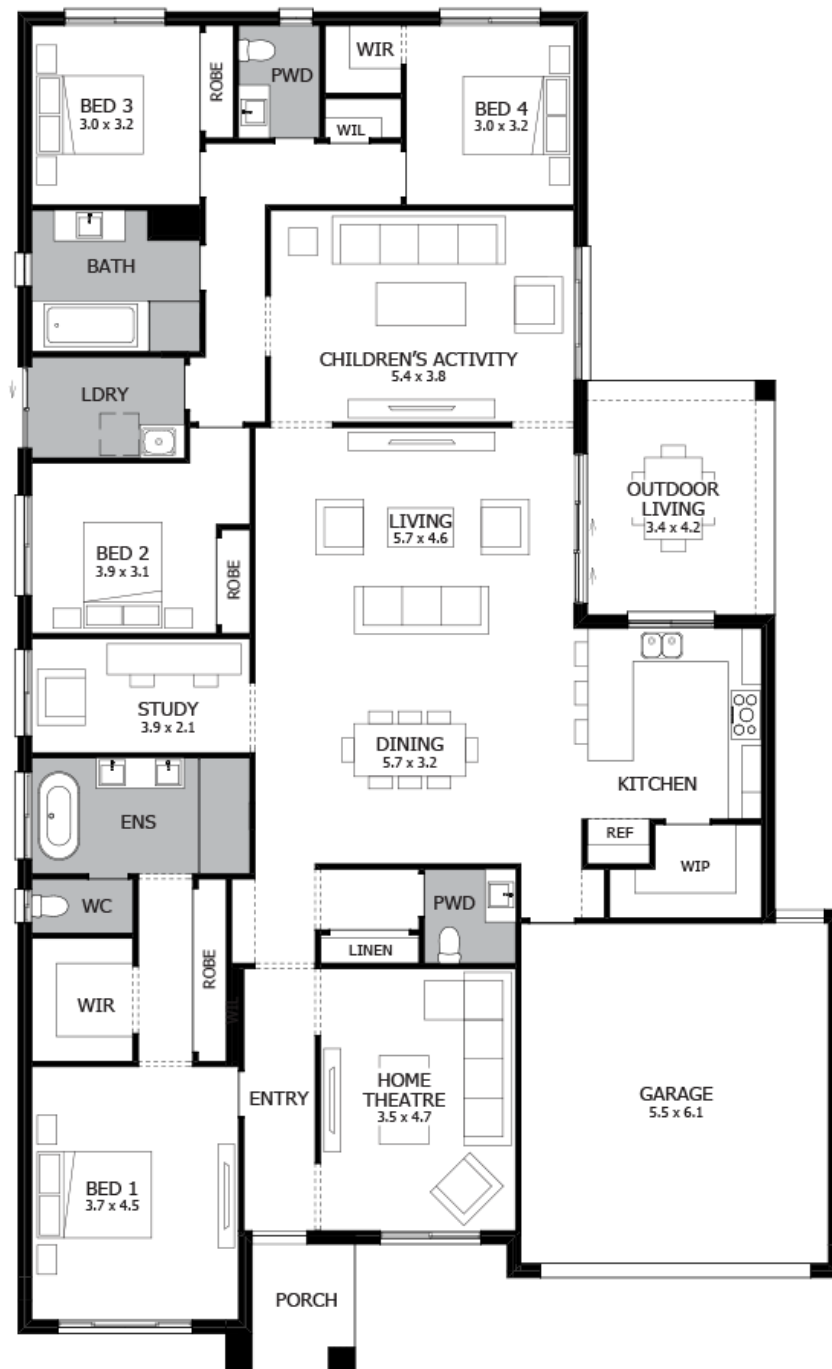 WIR
ROBE
PWD
BED 3
3.0 x 3.2
BED 4
3.0 x 3.2
WIL
BATH
CHILDREN'S ACTIVITY
5.4 x 3.8
LDRY
OUTDOOR
LIVING
3.4 x 4.2
LIVING
5.7 x 4.6
BED 2
3.9 x 3.1
ROBE
STUDY
3.9 x 2.1
DINING
5.7 x 3.2
KITCHEN
ENS
REF
WIP
WC
PWD
LINEN
ROBE
WIR
WIL
ENTRY
HOME
THEATRE
3.5 x 4.7
GARAGE
5.5 x 6.1
BED 1
3.7 x 4.5
PORCH